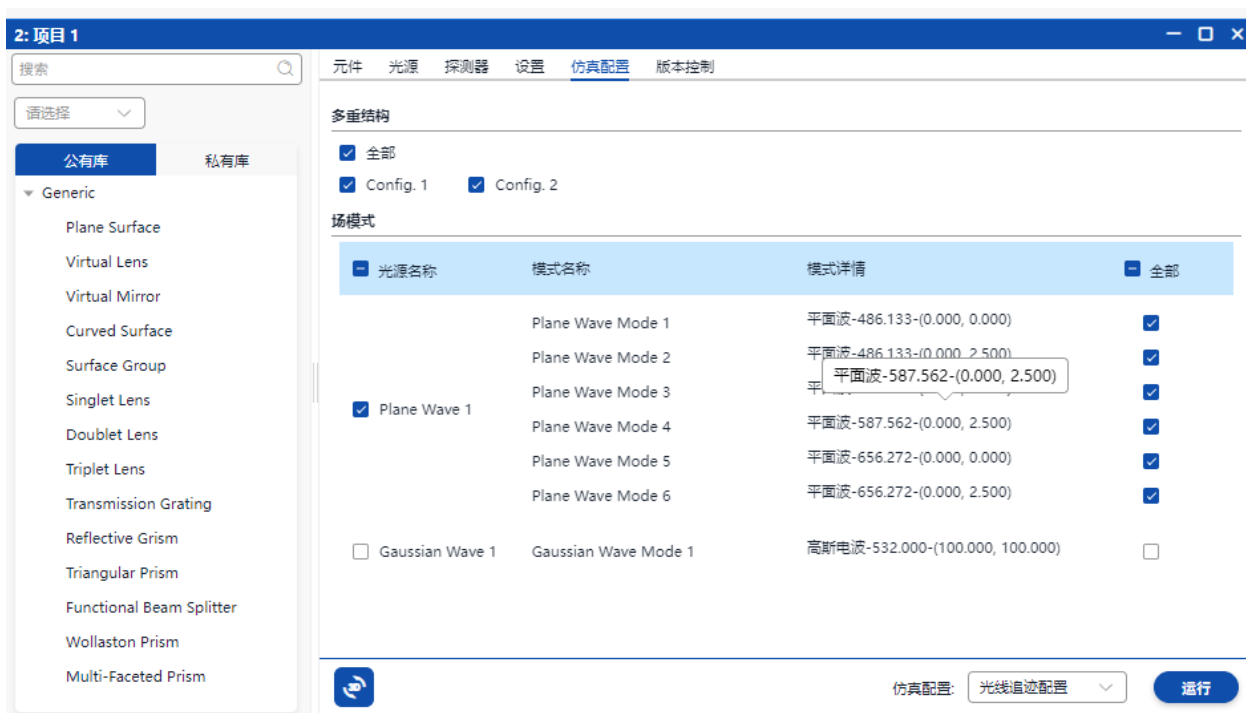 2: 项目 1
搜索
请选择
公有库
私有库
Generic
Plane Surface
Virtual Lens
Virtual Mirror
Curved Surface
Surface Group
Singlet Lens
Doublet Lens
Triplet Lens
Transmission Grating
Reflective Grism
Triangular Prism
Functional Beam Splitter
Wollaston Prism
Multi-Faceted Prism
元件 光源 探测器 设置 仿真配置 版本控制
多重结构
全部
Config. 1 Config. 2
场模式
光源名称 模式名称 模式详情 全部
Plane Wave 1
Plane Wave Mode 1 平面波-486.133-(0.000, 0.000)
Plane Wave Mode 2 平面波-486.133-(0.000, 2.500)
平面波-587.562-(0.000, 2.500)
Plane Wave Mode 3
Plane Wave Mode 4 平面波-587.562-(0.000, 2.500)
Plane Wave Mode 5 平面波-656.272-(0.000, 0.000)
Plane Wave Mode 6 平面波-656.272-(0.000, 2.500)
Gaussian Wave 1 Gaussian Wave Mode 1 高斯电波-532.000-(100.000, 100.000)
3D
仿真配置: 光线追迹配置 运行